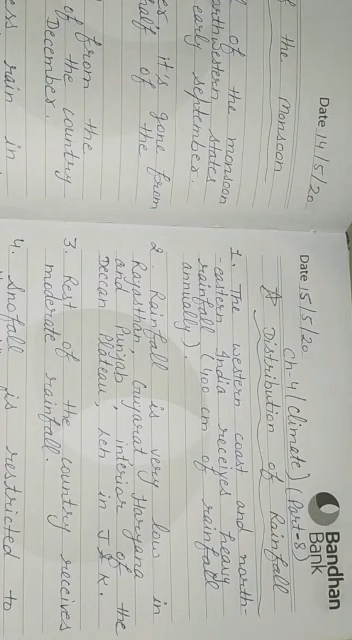 Date 14/5/20
the monsoon
of the monsoon
northwestern states
early september.
it's gone from
half of the
from the
of the country
December.
ess rain in
Bandhan
Bank
Date 15/5/20
Ch-4 (Climate) (Part-8)
Distribution of Rainfall
1. The western coast and north-
-eastern India receives heavy
rainfall (400 cm of rainfall
annually).
2. Rainfall is very low in
Rajasthan, Gujarat, Haryana
and Punjab, interior of the
Deccan Plateau, Leh in J & K.
3. Rest of the country receives
moderate rainfall.
4. Snofall is restricted to